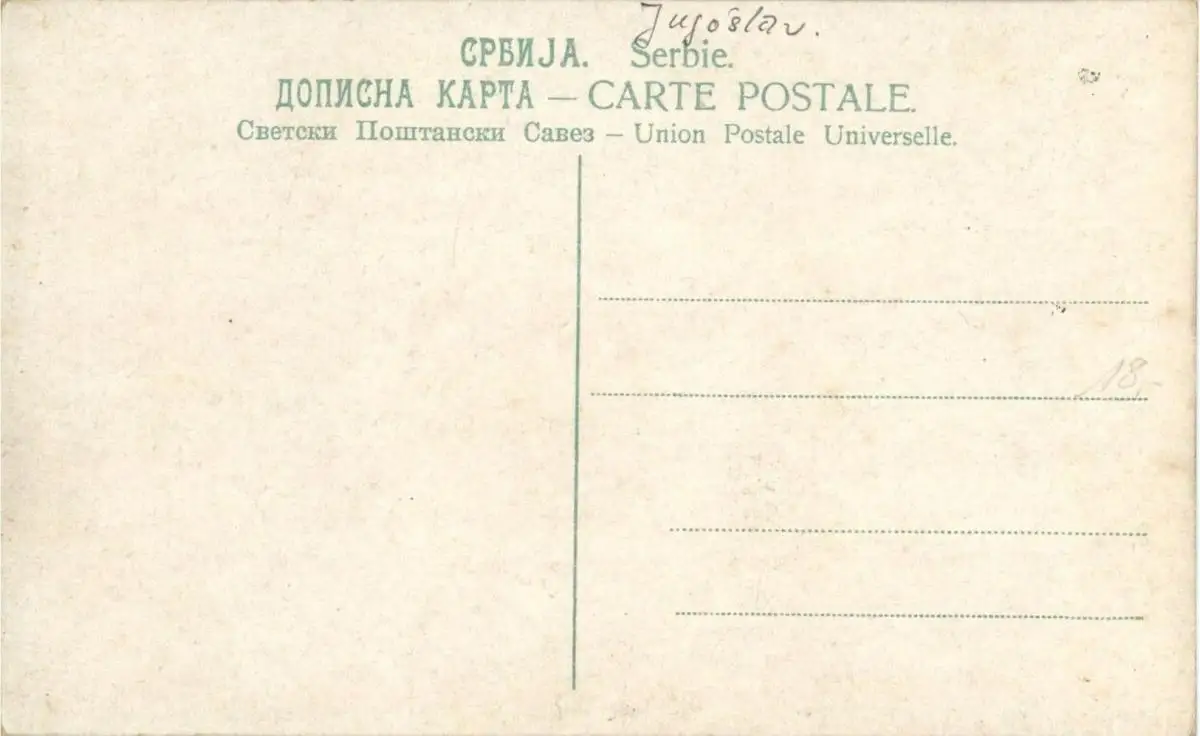 Jugoslav.
СРБИЈА. Serbie.
ДОПИСНА КАРТА — CARTE POSTALE.
Светски Поштански Савез — Union Postale Universelle.
18,-